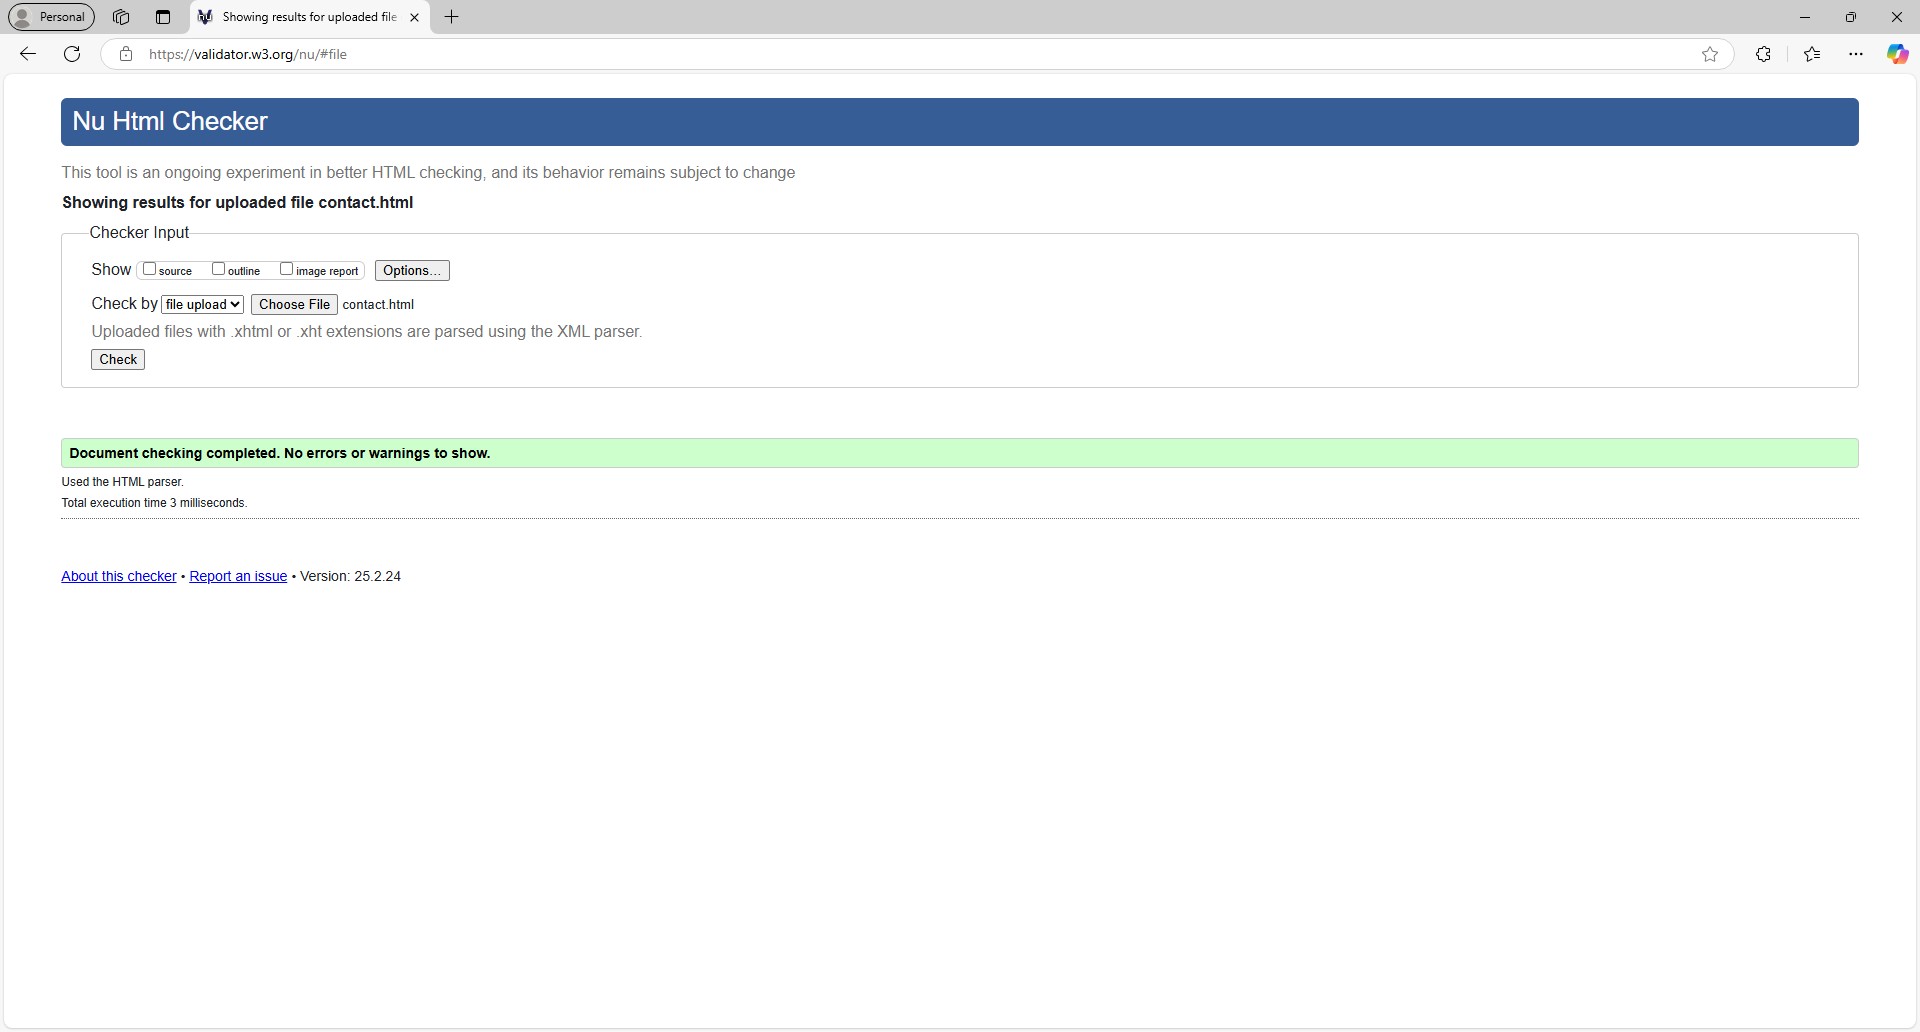 Personal
Showing results for uploaded file
https://validator.w3.org/nu/#file
Nu Html Checker
This tool is an ongoing experiment in better HTML checking, and its behavior remains subject to change
Showing results for uploaded file contact.html
Checker Input
Show source outline image report Options...
Check by file upload Choose File contact.html
Uploaded files with .xhtml or .xht extensions are parsed using the XML parser.
Check
Document checking completed. No errors or warnings to show.
Used the HTML parser.
Total execution time 3 milliseconds.
About this checker • Report an issue • Version: 25.2.24